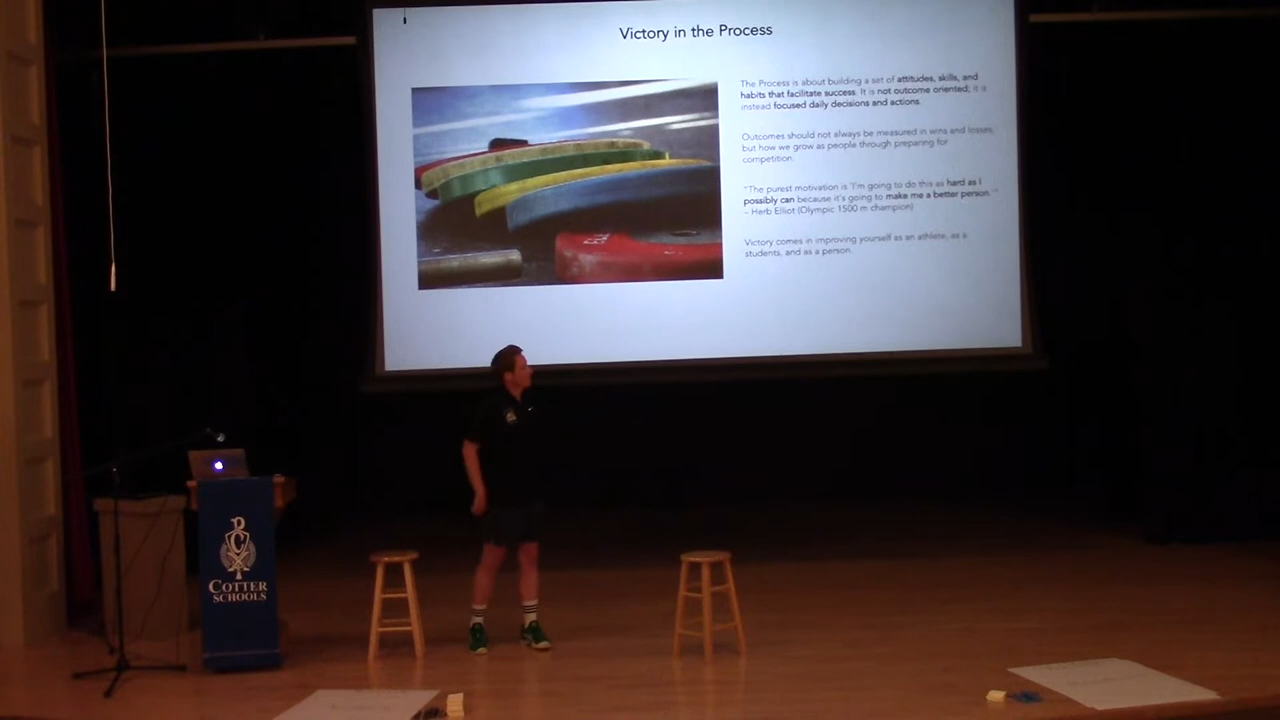 Victory in the Process
The Process is about building a set of attitudes, skills, and
habits that facilitate success. It is not outcome oriented; it is
instead focused daily decisions and actions.
Outcomes should not always be measured in wins and losses,
but how we grow as people through preparing for
competition.
"The purest motivation is 'I'm going to do this as hard as I
possibly can because it's going to make me a better person.'"
– Herb Elliot (Olympic 1500 m champion)
Victory comes in improving yourself as an athlete, as a
students, and as a person.
COTTER
SCHOOLS